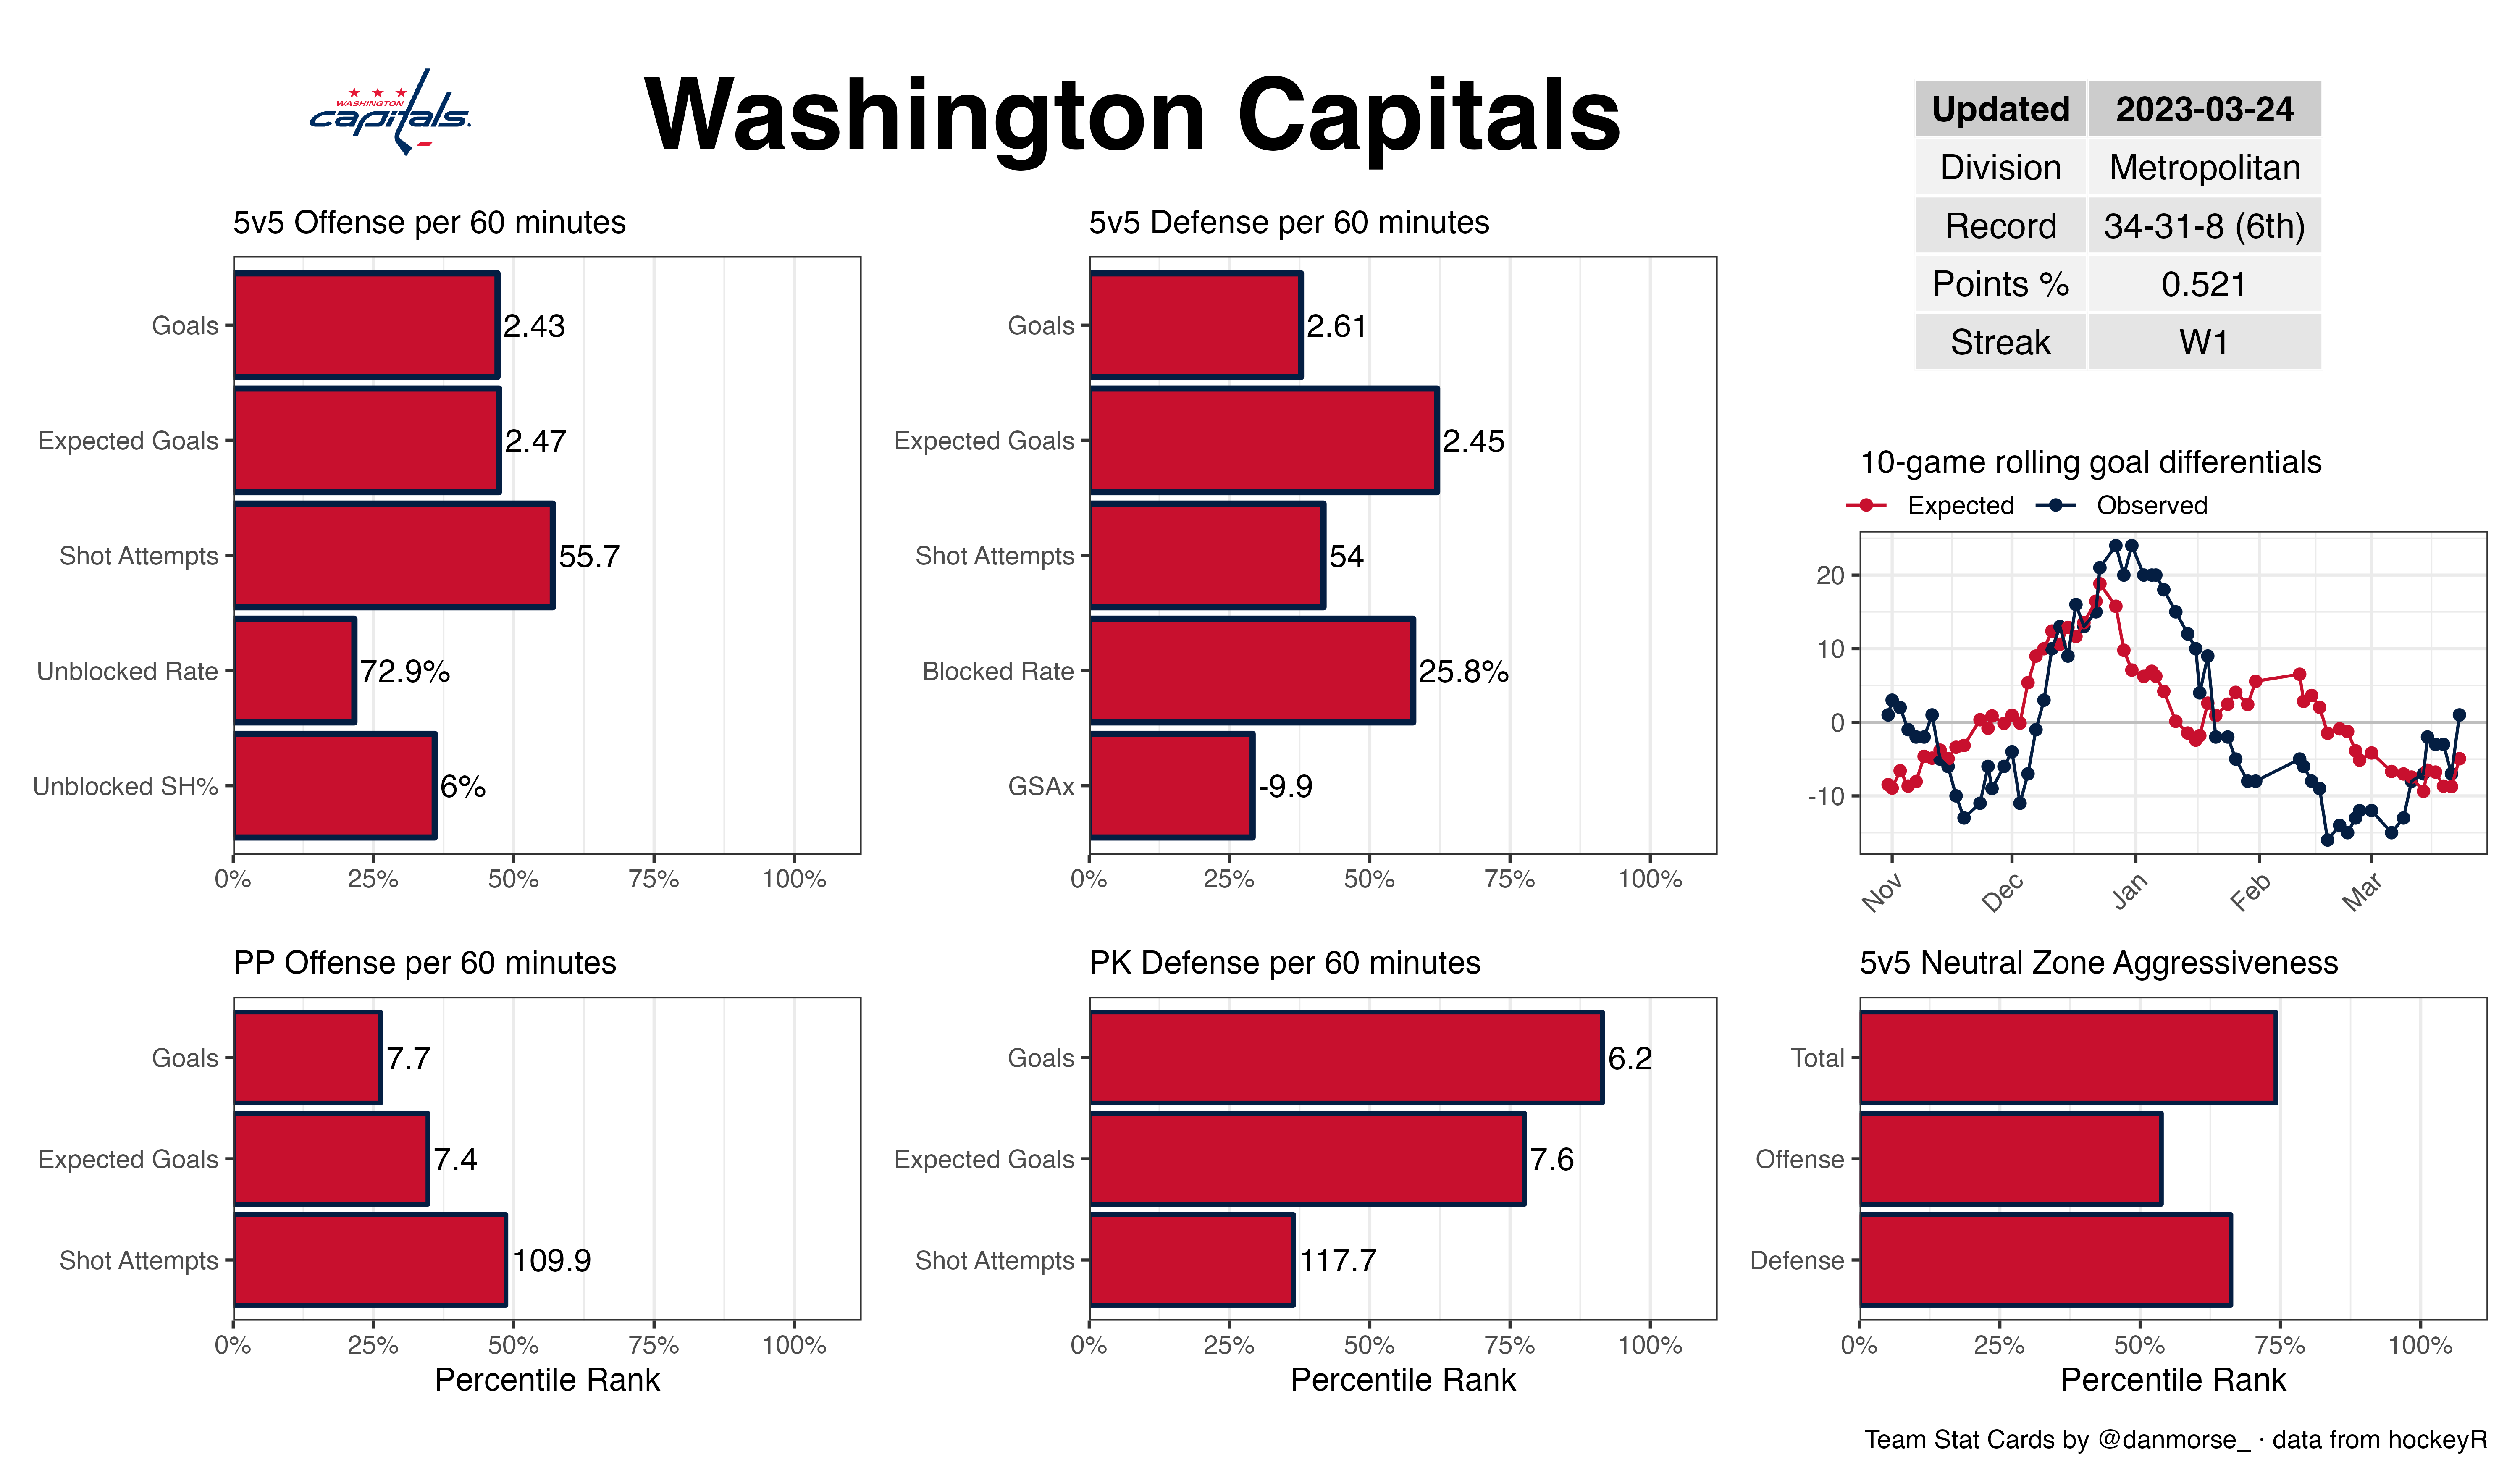 WASHINGTON
capitals.
Washington Capitals
Updated 2023-03-24
Division Metropolitan
Record 34-31-8 (6th)
Points % 0.521
Streak W1
5v5 Offense per 60 minutes
Goals 2.43
Expected Goals 2.47
Shot Attempts 55.7
Unblocked Rate 72.9%
Unblocked SH% 6%
0% 25% 50% 75% 100%
5v5 Defense per 60 minutes
Goals 2.61
Expected Goals 2.45
Shot Attempts 54
Blocked Rate 25.8%
GSAx -9.9
0% 25% 50% 75% 100%
10-game rolling goal differentials
Expected Observed
20
10
0
-10
Nov Dec Jan Feb Mar
PP Offense per 60 minutes
Goals 7.7
Expected Goals 7.4
Shot Attempts 109.9
0% 25% 50% 75% 100%
Percentile Rank
PK Defense per 60 minutes
Goals 6.2
Expected Goals 7.6
Shot Attempts 117.7
0% 25% 50% 75% 100%
Percentile Rank
5v5 Neutral Zone Aggressiveness
Total
Offense
Defense
0% 25% 50% 75% 100%
Percentile Rank
Team Stat Cards by @danmorse_ · data from hockeyR